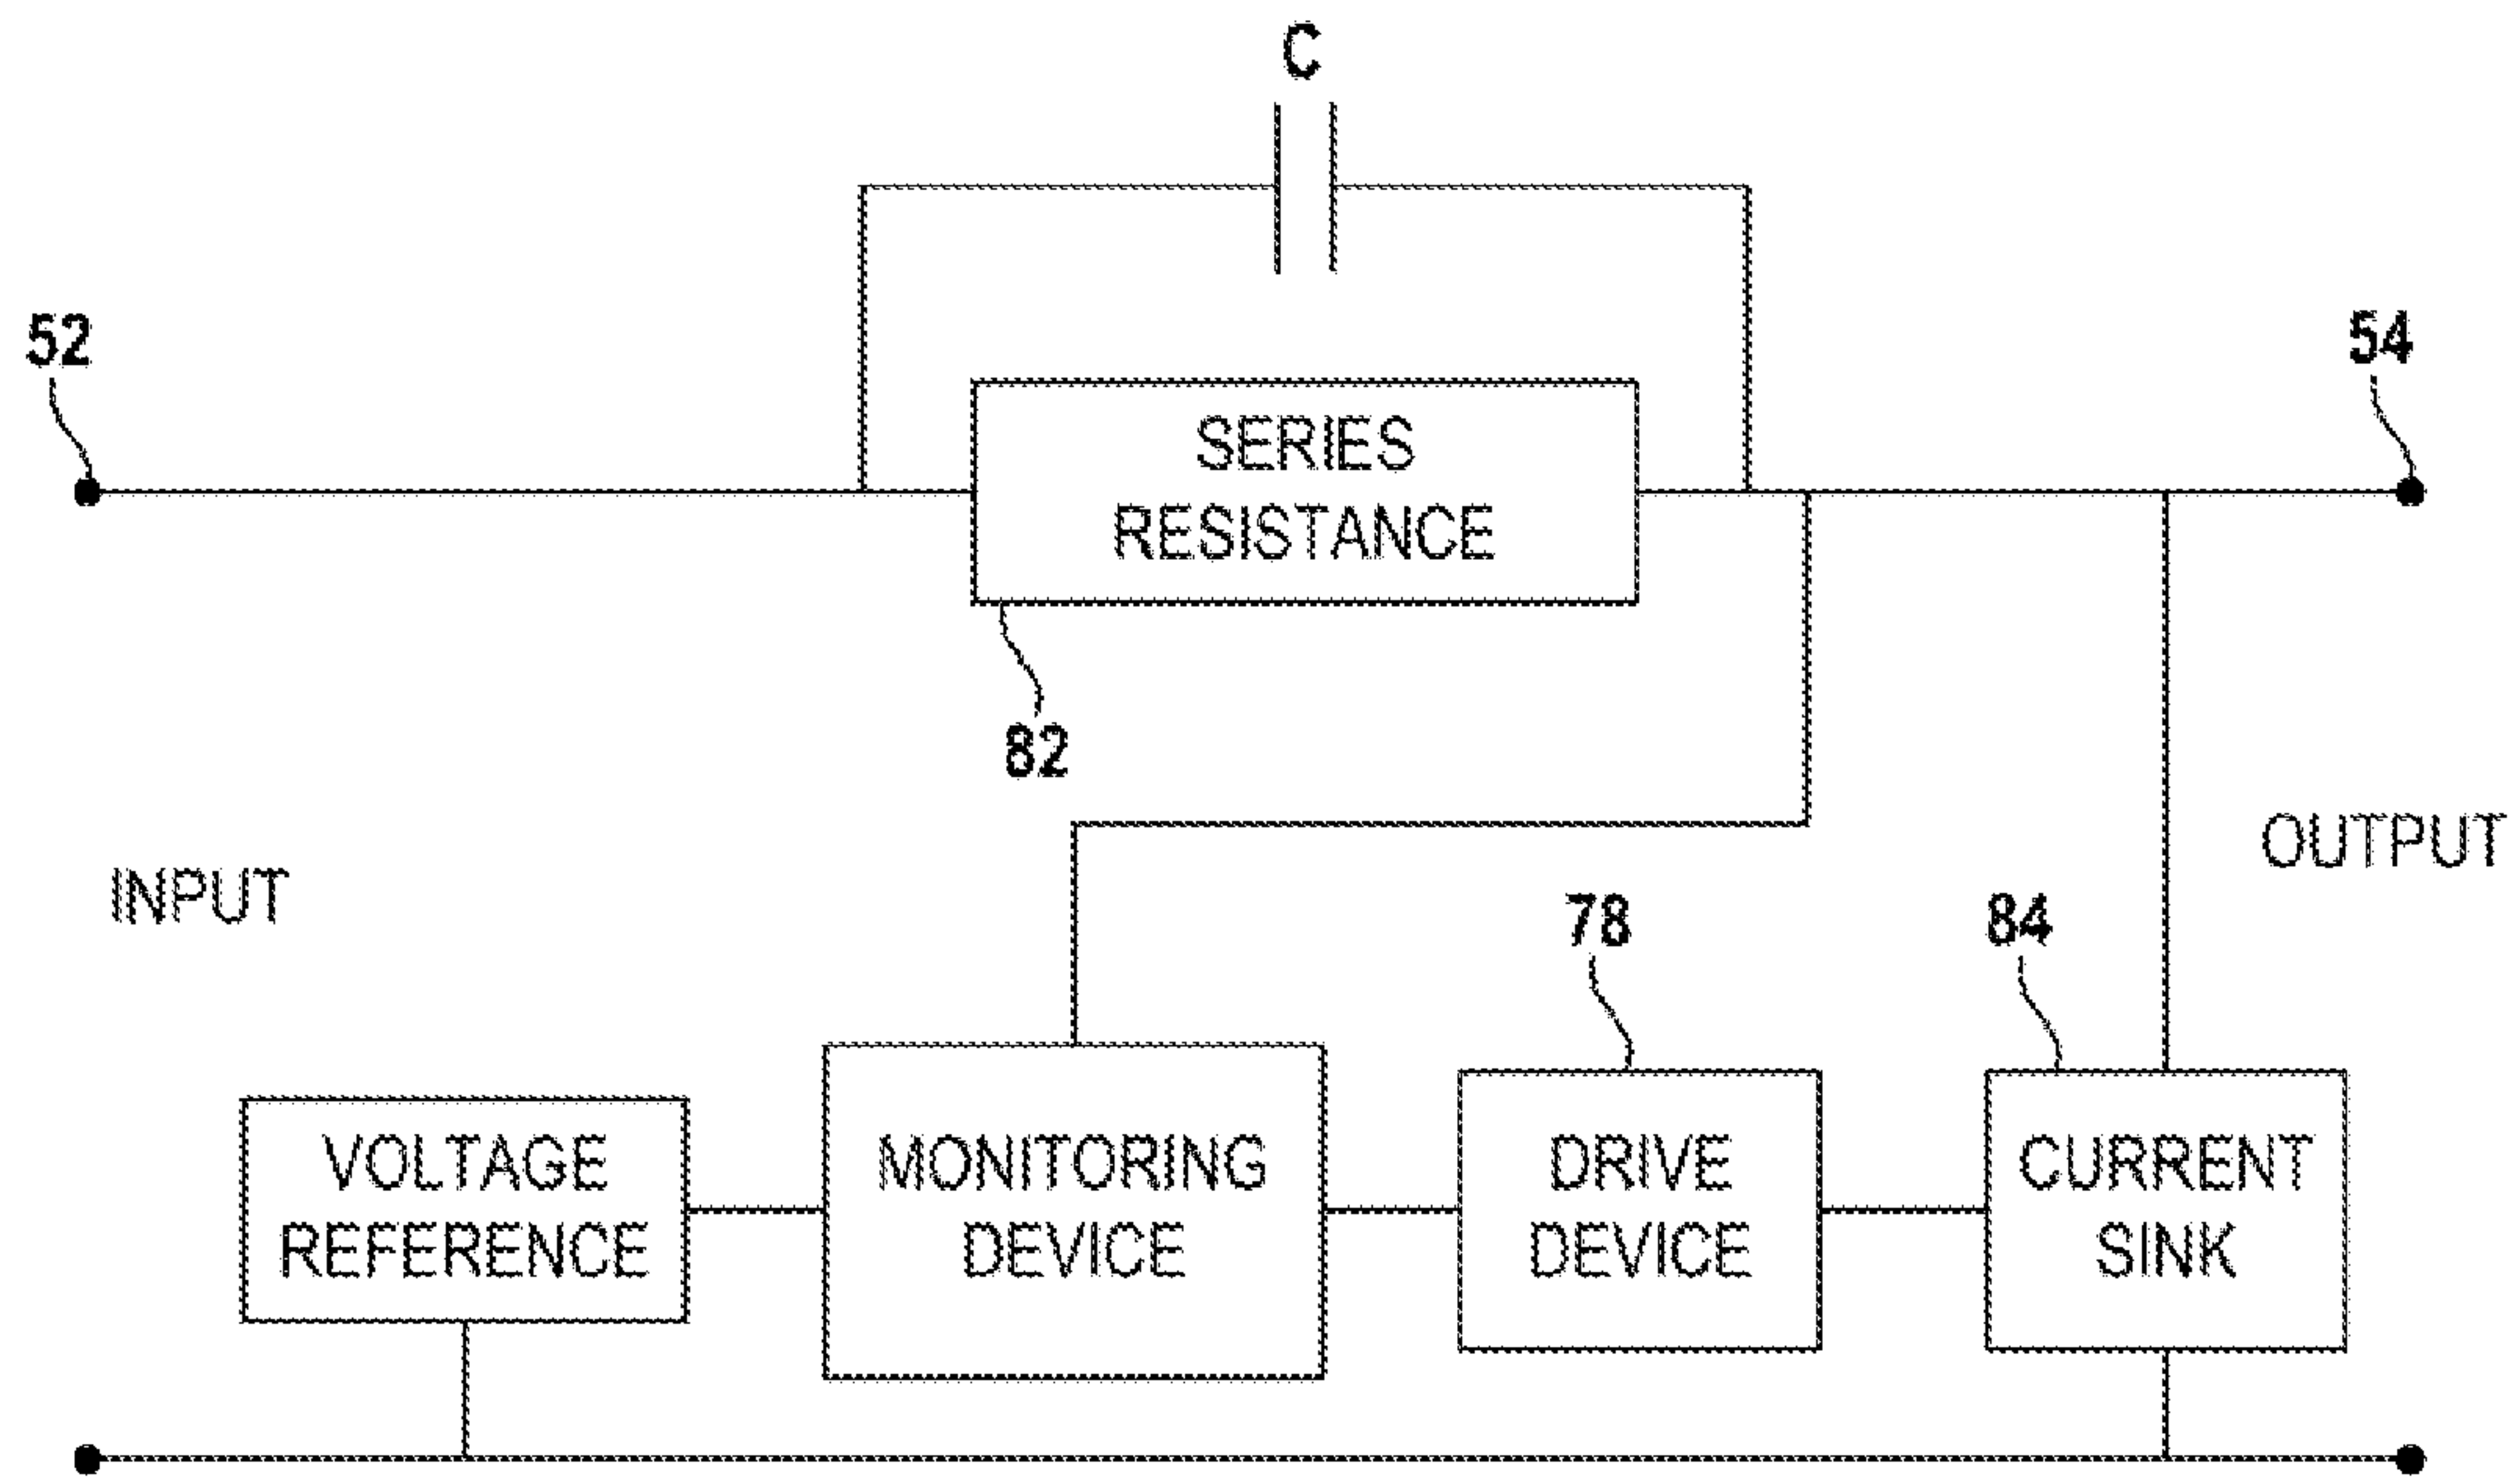 C
52
54
SERIES
RESISTANCE
82
INPUT
OUTPUT
78
84
VOLTAGE
REFERENCE
MONITORING
DEVICE
DRIVE
DEVICE
CURRENT
SINK